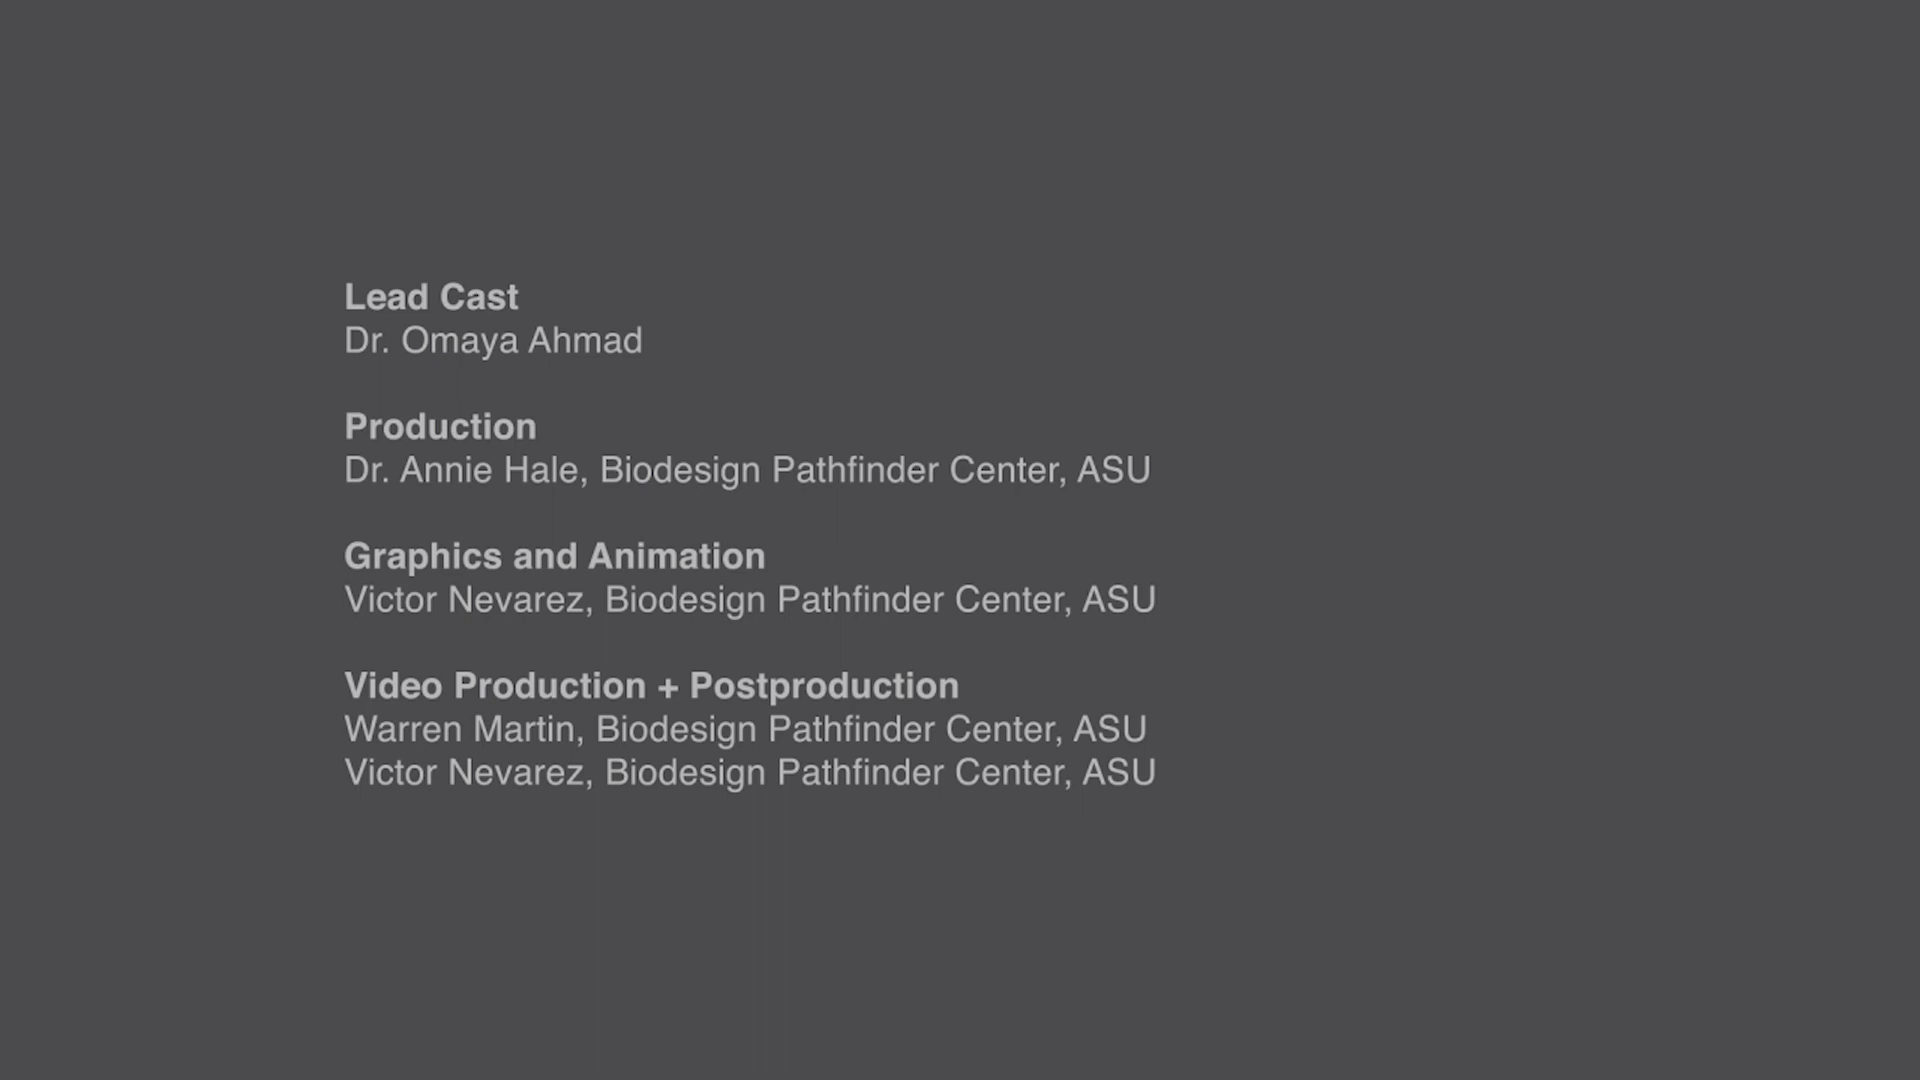 Lead Cast
Dr. Omaya Ahmad
Production
Dr. Annie Hale, Biodesign Pathfinder Center, ASU
Graphics and Animation
Victor Nevarez, Biodesign Pathfinder Center, ASU
Video Production + Postproduction
Warren Martin, Biodesign Pathfinder Center, ASU
Victor Nevarez, Biodesign Pathfinder Center, ASU